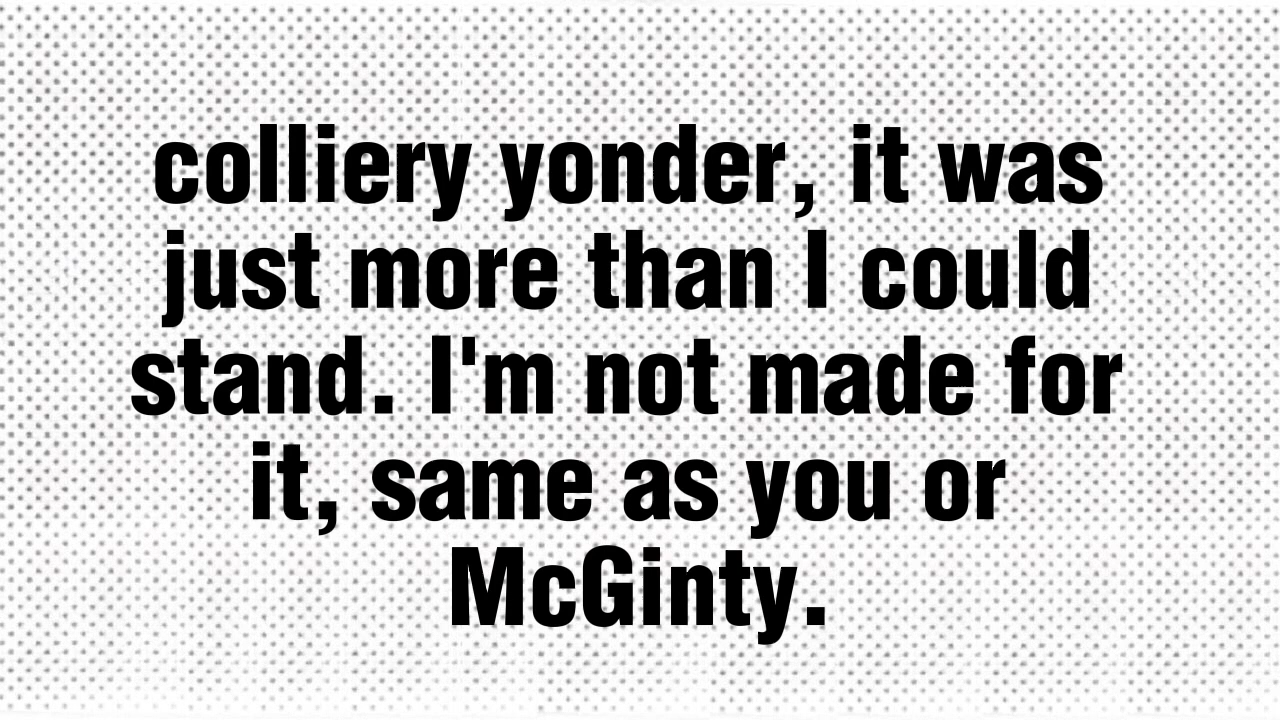 colliery yonder, it was
just more than I could
stand. I'm not made for
it, same as you or
McGinty.